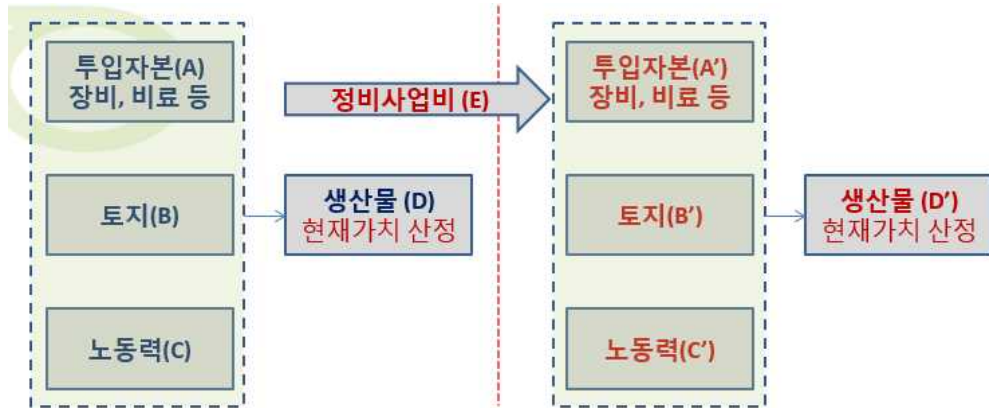 투입자본(A)
장비, 비료 등
토지(B)
노동력(C)
생산물 (D)
현재가치 산정
정비사업비 (E)
투입자본(A’)
장비, 비료 등
토지(B’)
노동력(C’)
생산물 (D’)
현재가치 산정